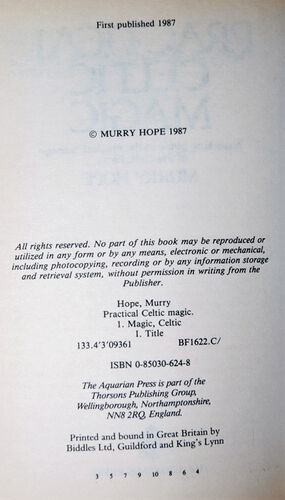 First published 1987
© MURRY HOPE 1987
All rights reserved. No part of this book may be reproduced or
utilized in any form or by any means, electronic or mechanical,
including photocopying, recording or by any information storage
and retrieval system, without permission in writing from the
Publisher.
Hope, Murry
Practical Celtic magic.
1. Magic, Celtic
1. Title
133.4'3'09361 BF1622.C/
ISBN 0-85030-624-8
The Aquarian Press is part of the
Thorsons Publishing Group,
Wellingborough, Northamptonshire,
NN8 2RQ, England.
Printed and bound in Great Britain by
Biddles Ltd, Guildford and King's Lynn
3 5 7 9 10 8 6 4